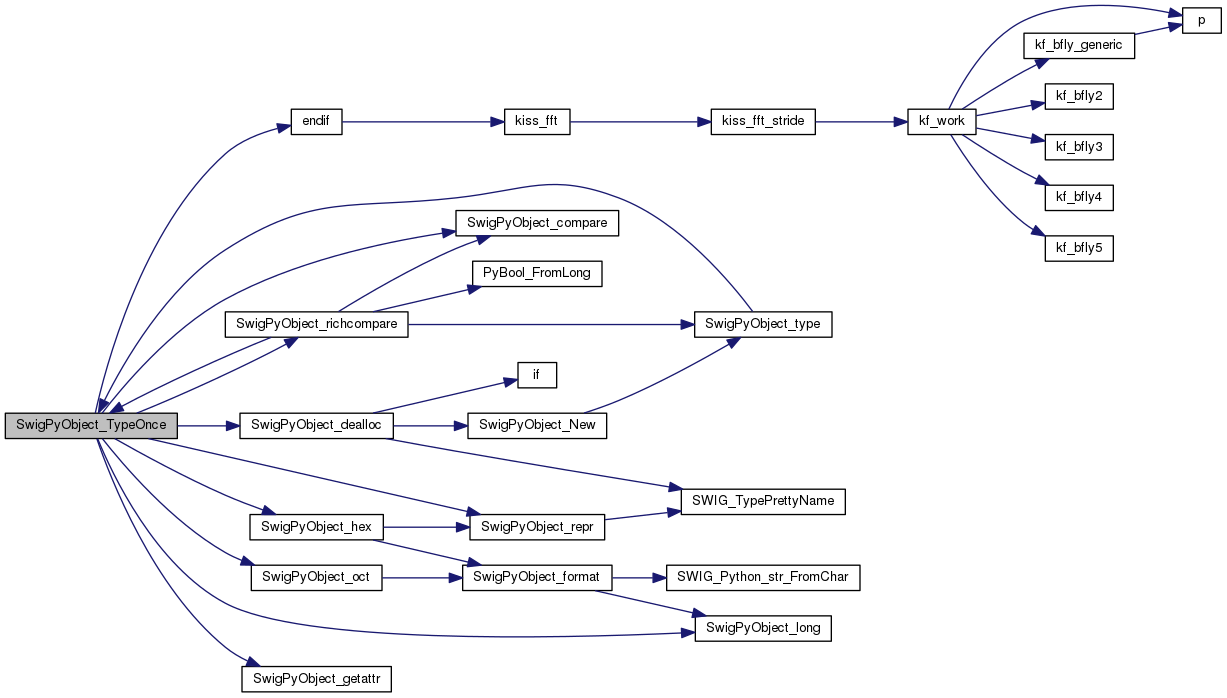 p
kf_bfly_generic
kf_bfly2
endif
kiss_fft
kiss_fft_stride
kf_work
kf_bfly3
kf_bfly4
SwigPyObject_compare
kf_bfly5
PyBool_FromLong
SwigPyObject_richcompare
SwigPyObject_type
if
SwigPyObject_TypeOnce
SwigPyObject_dealloc
SwigPyObject_New
SWIG_TypePrettyName
SwigPyObject_hex
SwigPyObject_repr
SwigPyObject_oct
SwigPyObject_format
SWIG_Python_str_FromChar
SwigPyObject_long
SwigPyObject_getattr